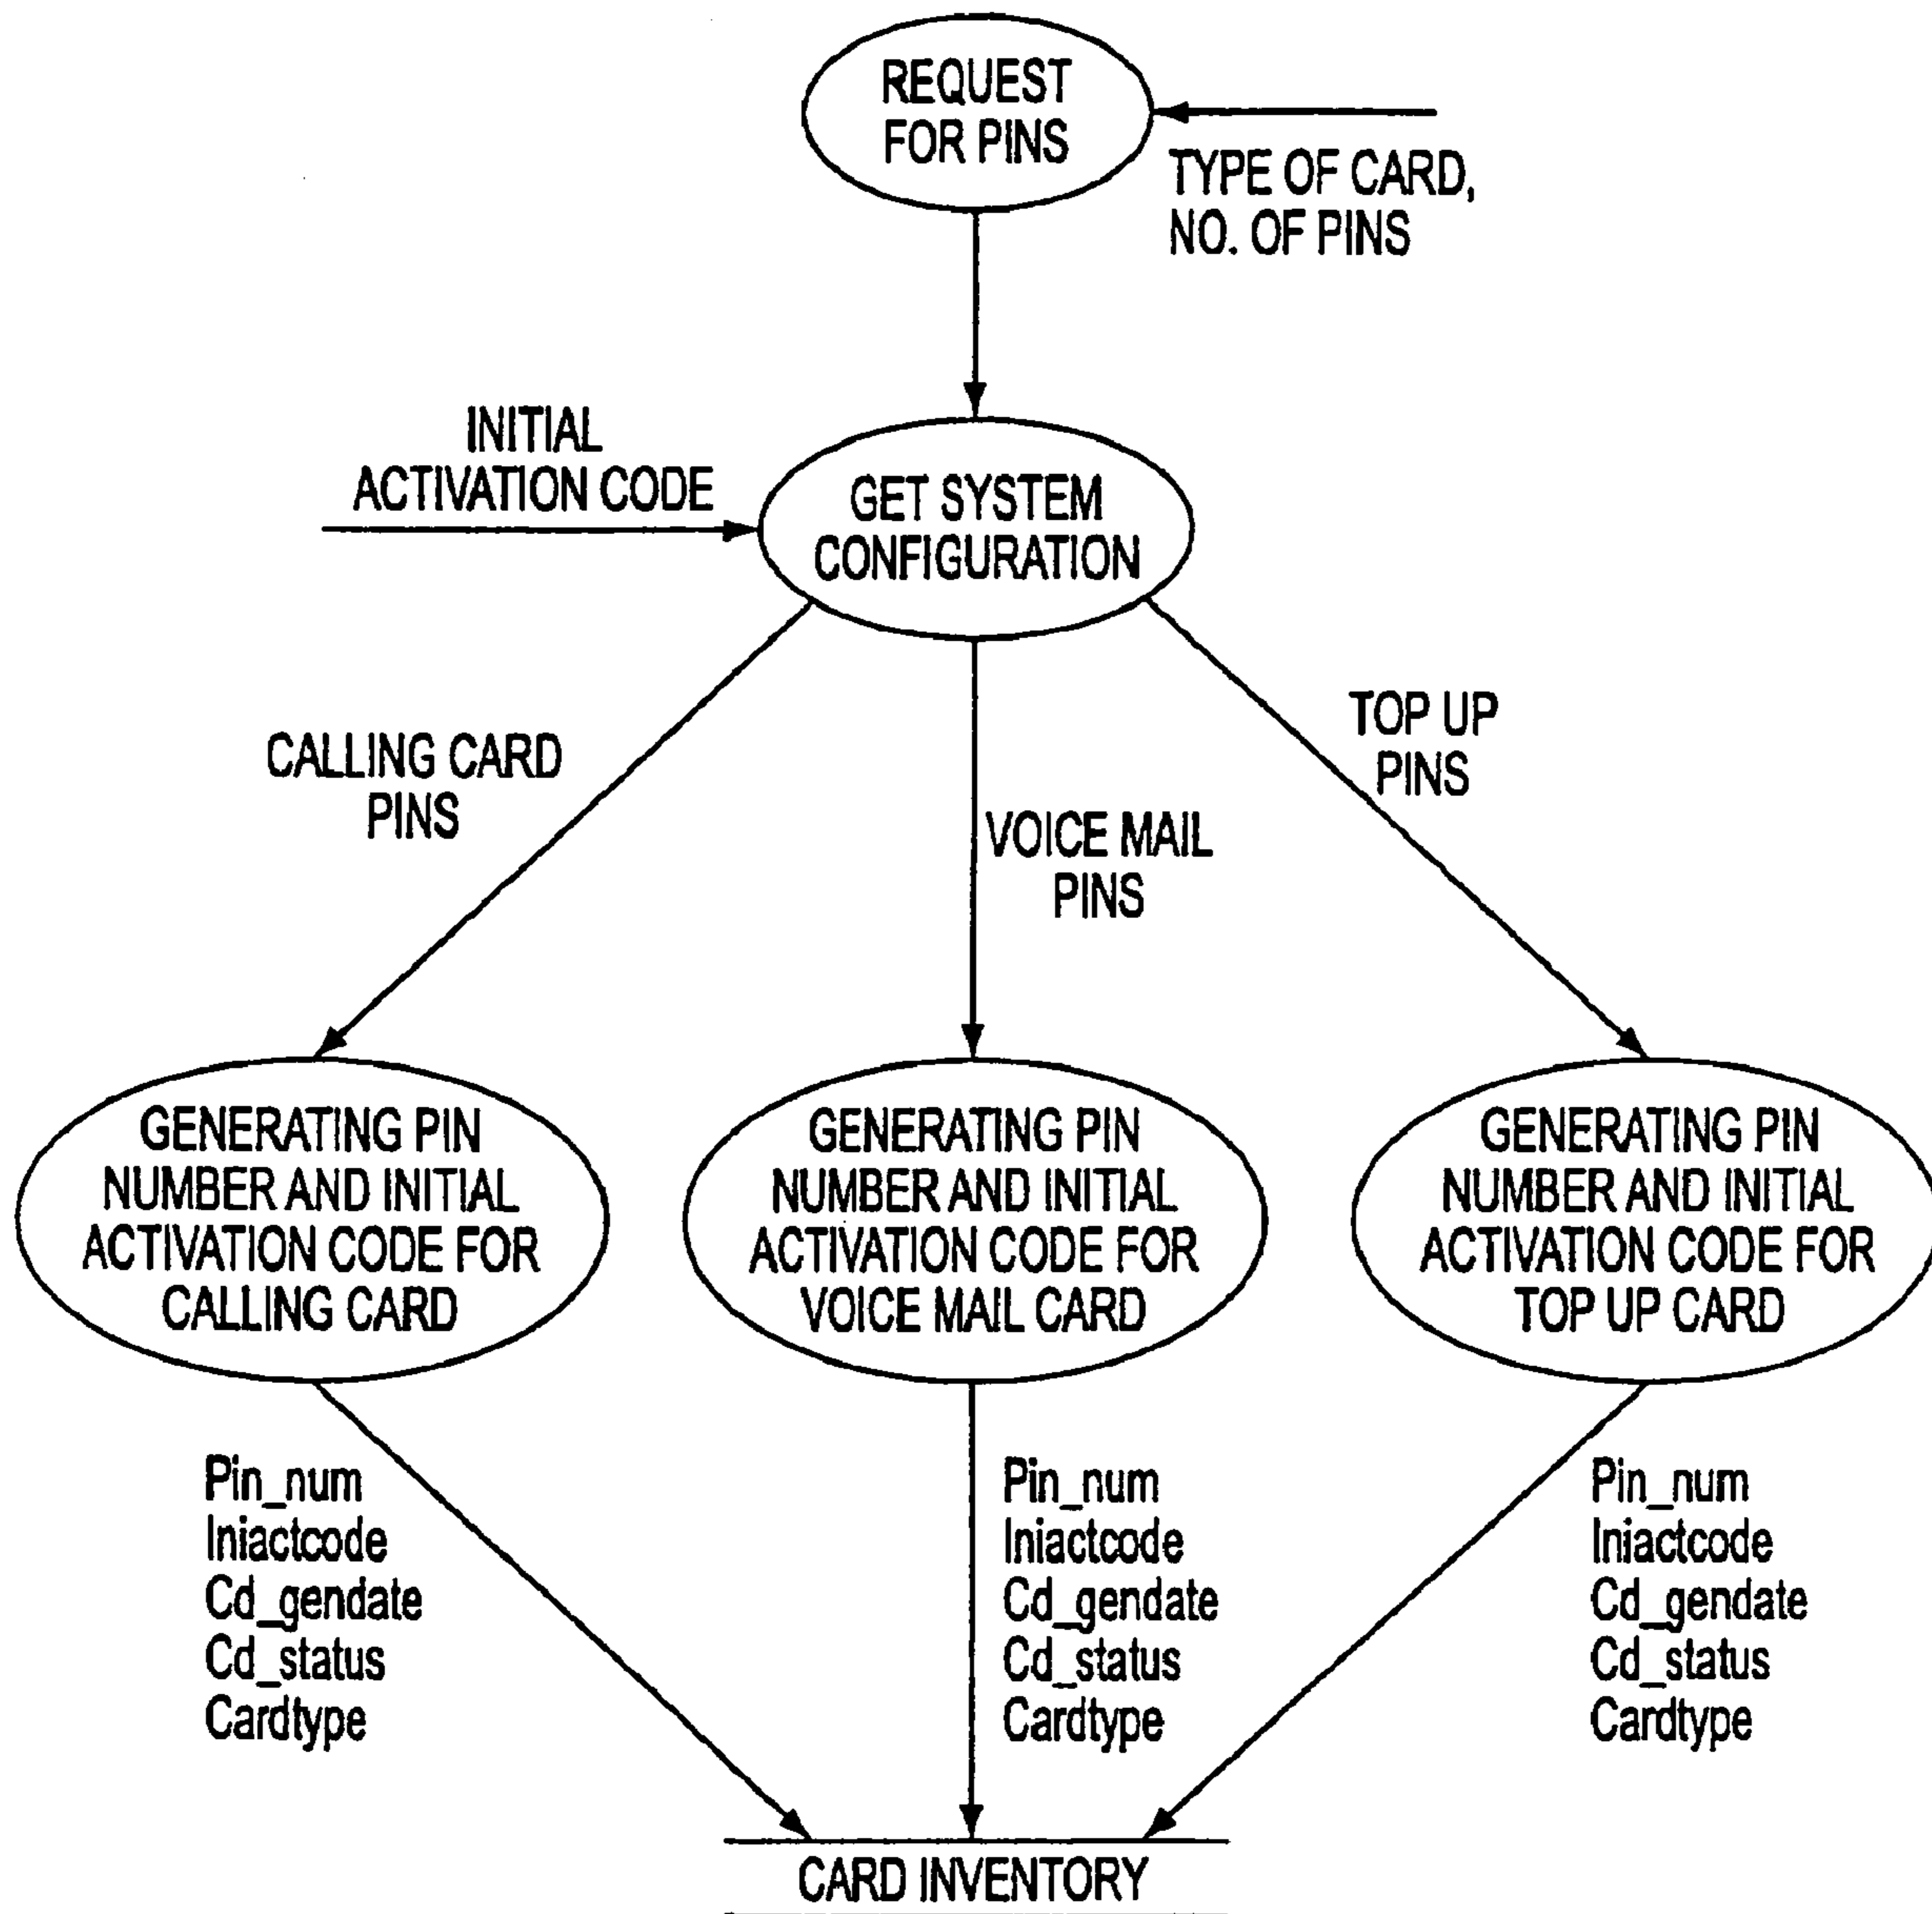 REQUEST
FOR PINS
TYPE OF CARD,
NO. OF PINS
INITIAL
ACTIVATION CODE
GET SYSTEM
CONFIGURATION
CALLING CARD
PINS
VOICE MAIL
PINS
TOP UP
PINS
GENERATING PIN
NUMBER AND INITIAL
ACTIVATION CODE FOR
CALLING CARD
GENERATING PIN
NUMBER AND INITIAL
ACTIVATION CODE FOR
VOICE MAIL CARD
GENERATING PIN
NUMBER AND INITIAL
ACTIVATION CODE FOR
TOP UP CARD
Pin_num
Iniactcode
Cd_gendate
Cd_status
Cardtype
Pin_num
Iniactcode
Cd_gendate
Cd_status
Cardtype
Pin_num
Iniactcode
Cd_gendate
Cd_status
Cardtype
CARD INVENTORY